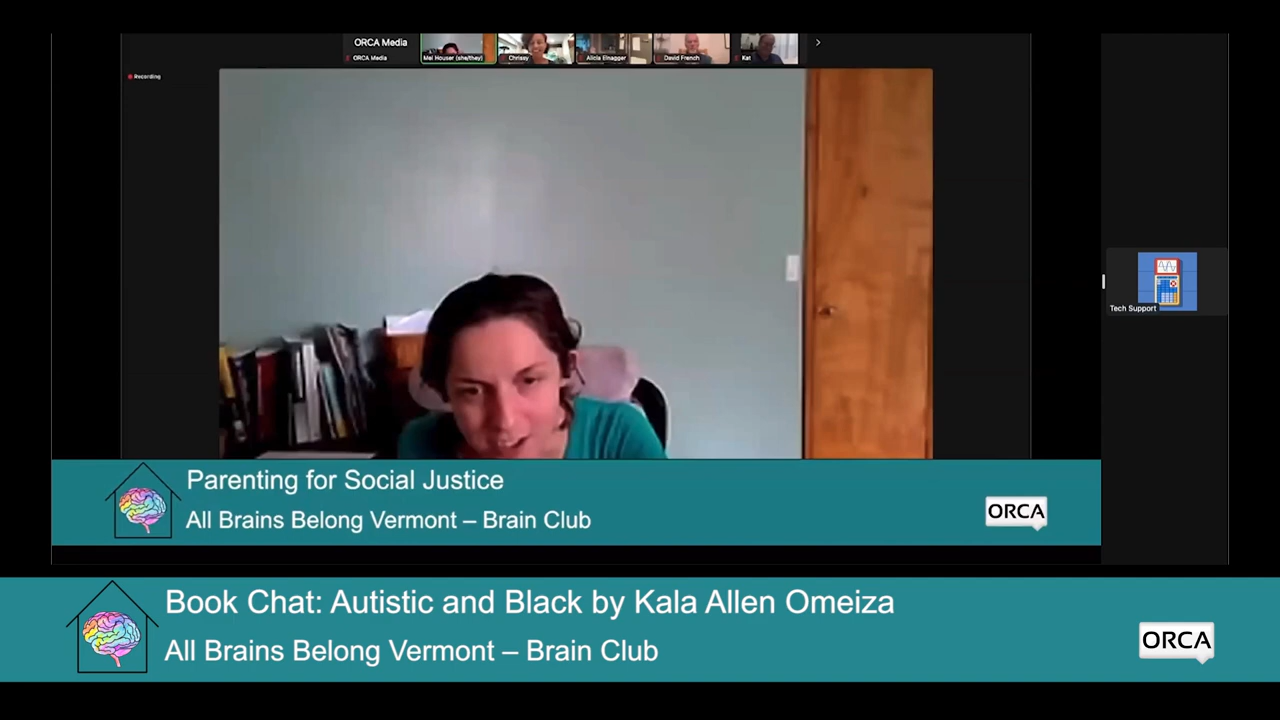 ORCA Media
ORCA Media
Mel Houser (she/they)
Chrissy
Alicia Elnagger
David French
Kat
Recording
Tech Support
Parenting for Social Justice
All Brains Belong Vermont – Brain Club
ORCA
Book Chat: Autistic and Black by Kala Allen Omeiza
All Brains Belong Vermont – Brain Club
ORCA